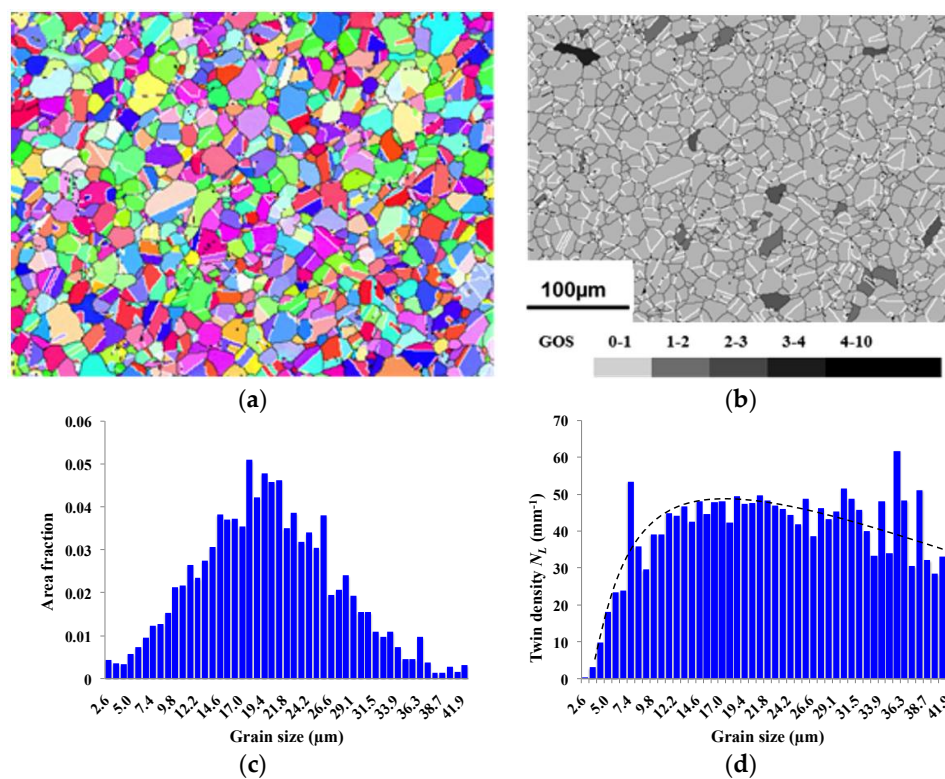 100µm
GOS 0-1 1-2 2-3 3-4 4-10
(a)
(b)
0.06
0.05
0.04
0.03
0.02
0.01
0
Area fraction
2.6 5.0 7.4 9.8 12.2 14.6 17.0 19.4 21.8 24.2 26.6 29.1 31.5 33.9 36.3 38.7 41.9
Grain size (µm)
(c)
70
60
50
40
30
20
10
0
Twin density N_L (mm⁻¹)
2.6 5.0 7.4 9.8 12.2 14.6 17.0 19.4 21.8 24.2 26.6 29.1 31.5 33.9 36.3 38.7 41.9
Grain size (µm)
(d)